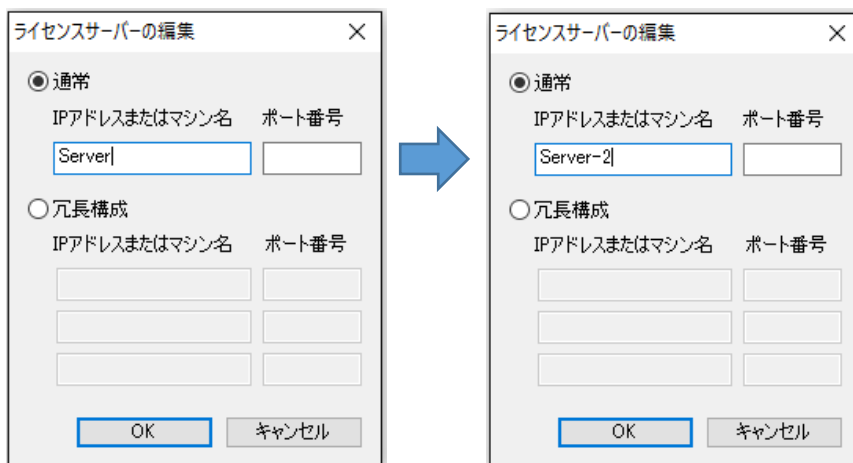 ライセンスサーバーの編集
通常
IPアドレスまたはマシン名 ポート番号
Server
冗長構成
IPアドレスまたはマシン名 ポート番号
OK キャンセル
ライセンスサーバーの編集
通常
IPアドレスまたはマシン名 ポート番号
Server-2
冗長構成
IPアドレスまたはマシン名 ポート番号
OK キャンセル